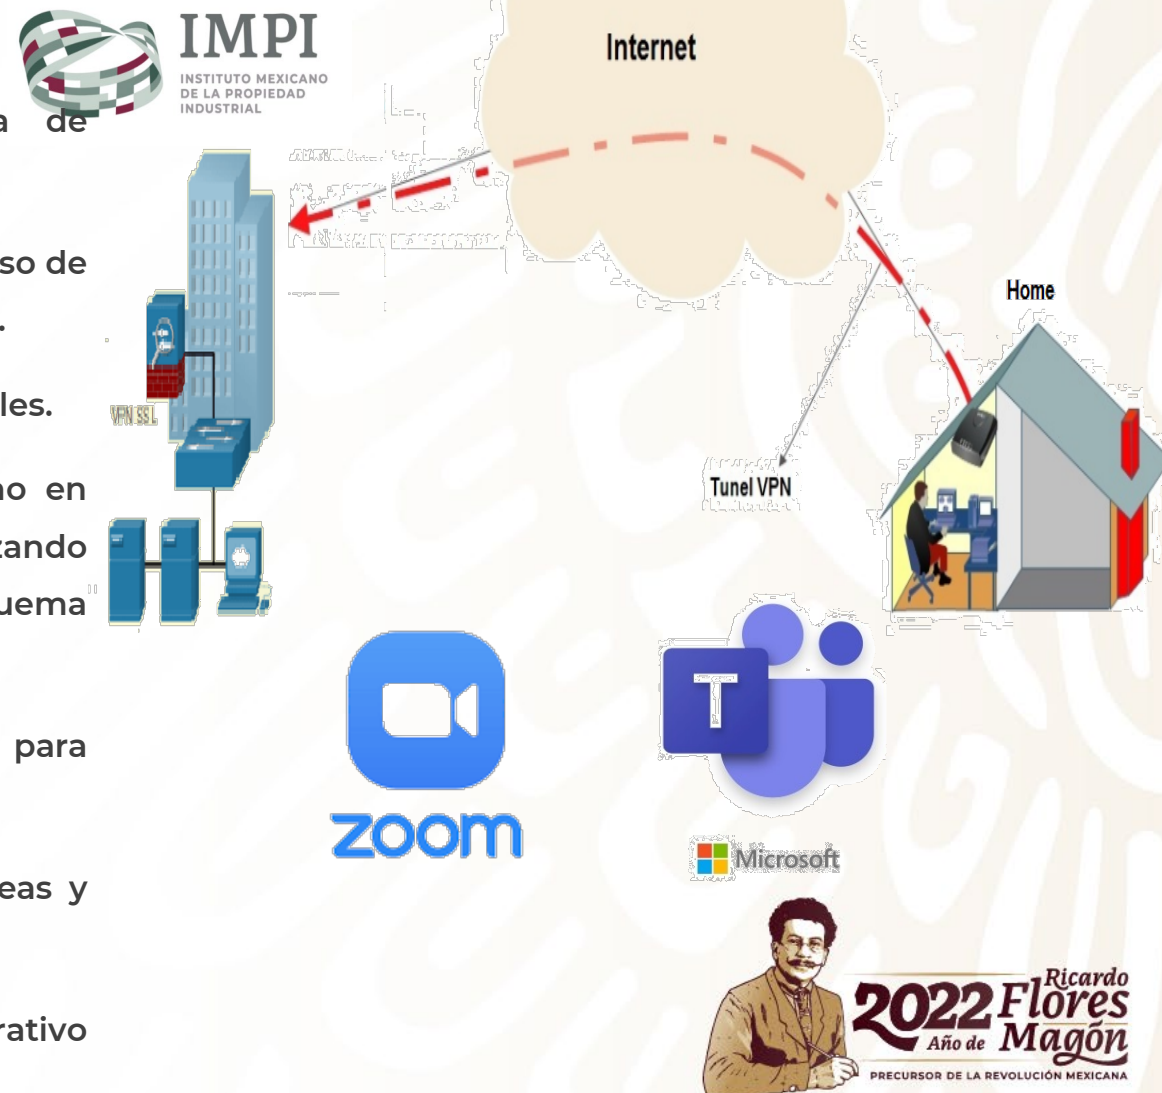 IMPI
INSTITUTO MEXICANO
DE LA PROPIEDAD
INDUSTRIAL
a de
so de
.
les.
no en
zando
uema
para
eas y
rativo
Internet
Home
VPN SSL
Tunel VPN
T
zoom
Microsoft
2022 Ricardo
Flores
Año de Magón
PRECURSOR DE LA REVOLUCIÓN MEXICANA